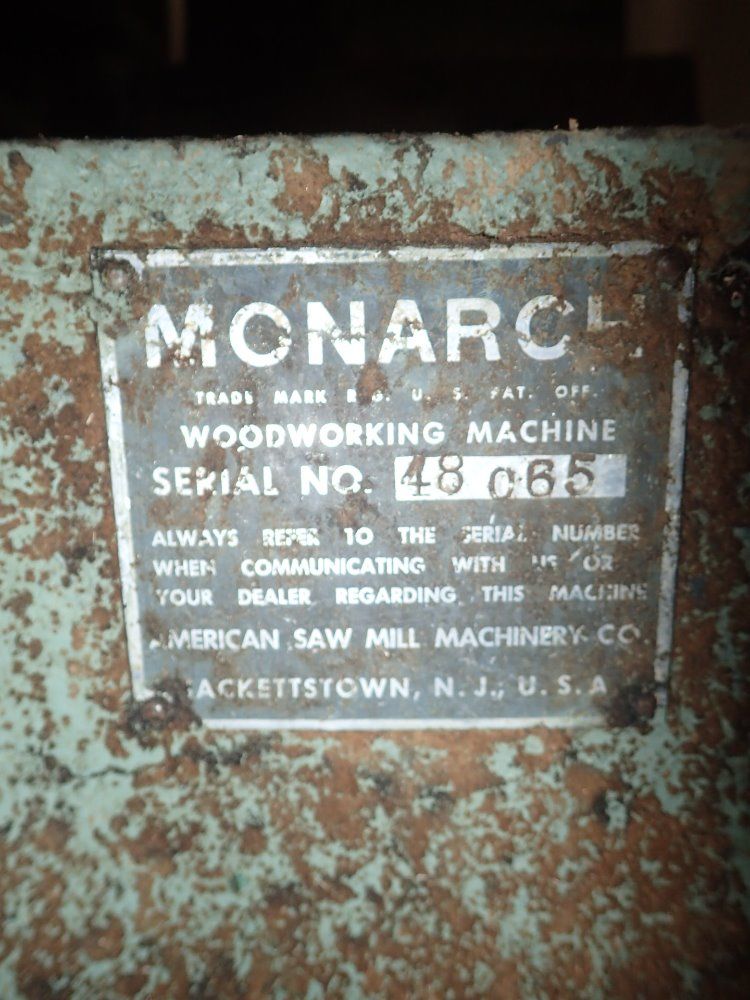 MONARCH
TRADE MARK REG. U. S. PAT. OFF.
WOODWORKING MACHINE
SERIAL NO. 48 065
ALWAYS REFER TO THE SERIAL NUMBER
WHEN COMMUNICATING WITH US OR
YOUR DEALER REGARDING THIS MACHINE
AMERICAN SAW MILL MACHINERY CO.
HACKETTSTOWN, N. J., U. S. A